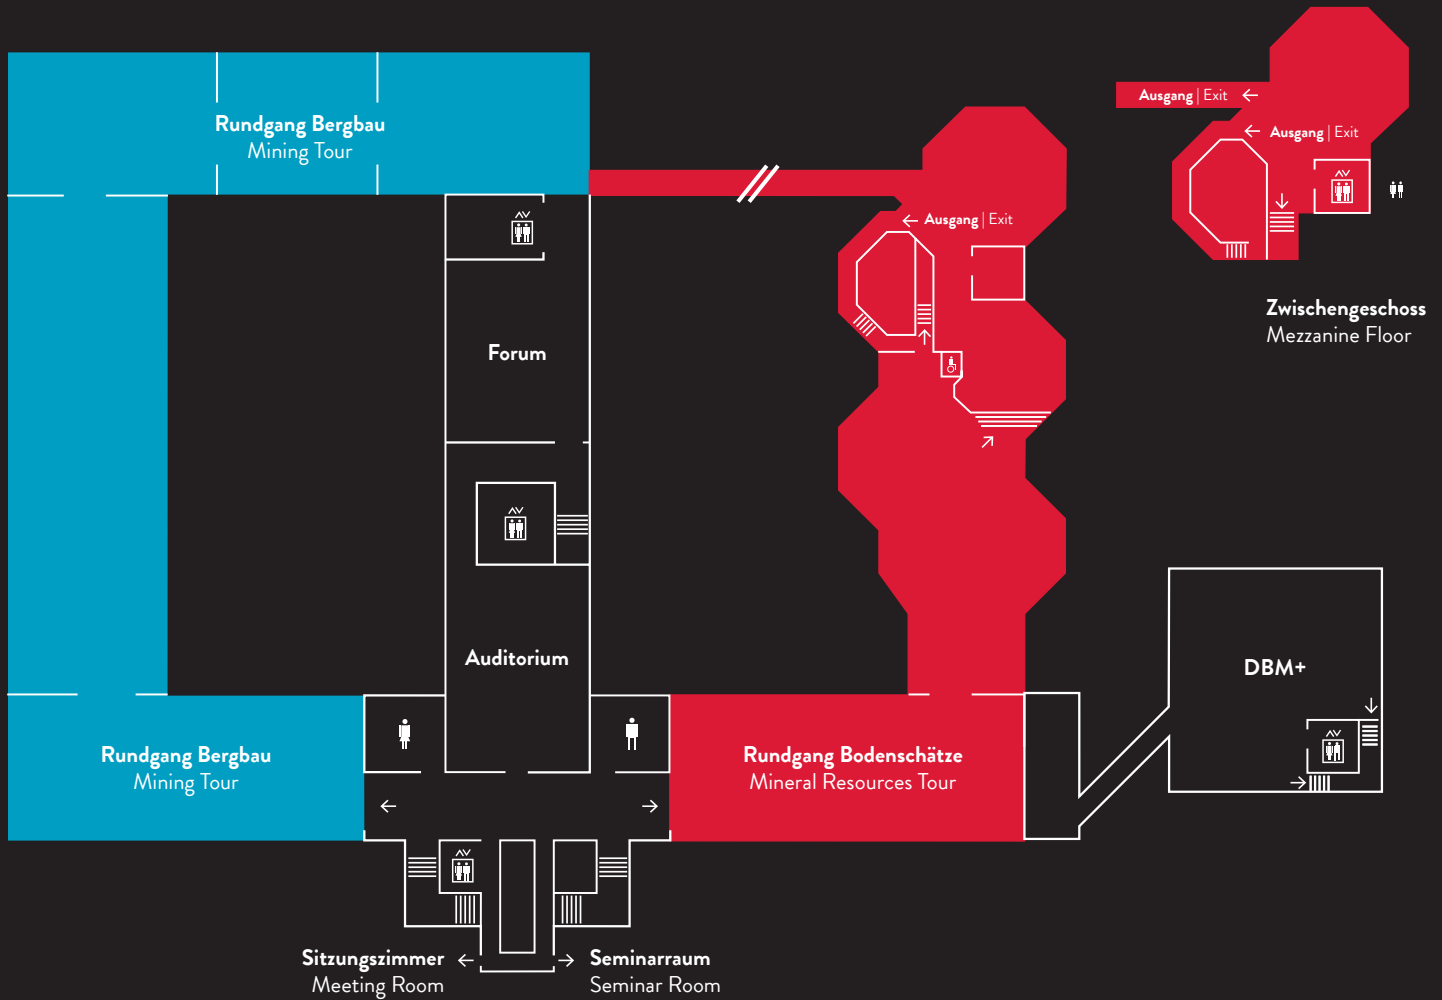 Ausgang | Exit
Rundgang Bergbau
Mining Tour
Ausgang | Exit
Ausgang | Exit
Zwischengeschoss
Mezzanine Floor
Forum
Auditorium
DBM+
Rundgang Bergbau
Mining Tour
Rundgang Bodenschätze
Mineral Resources Tour
Sitzungszimmer
Meeting Room
Seminarraum
Seminar Room